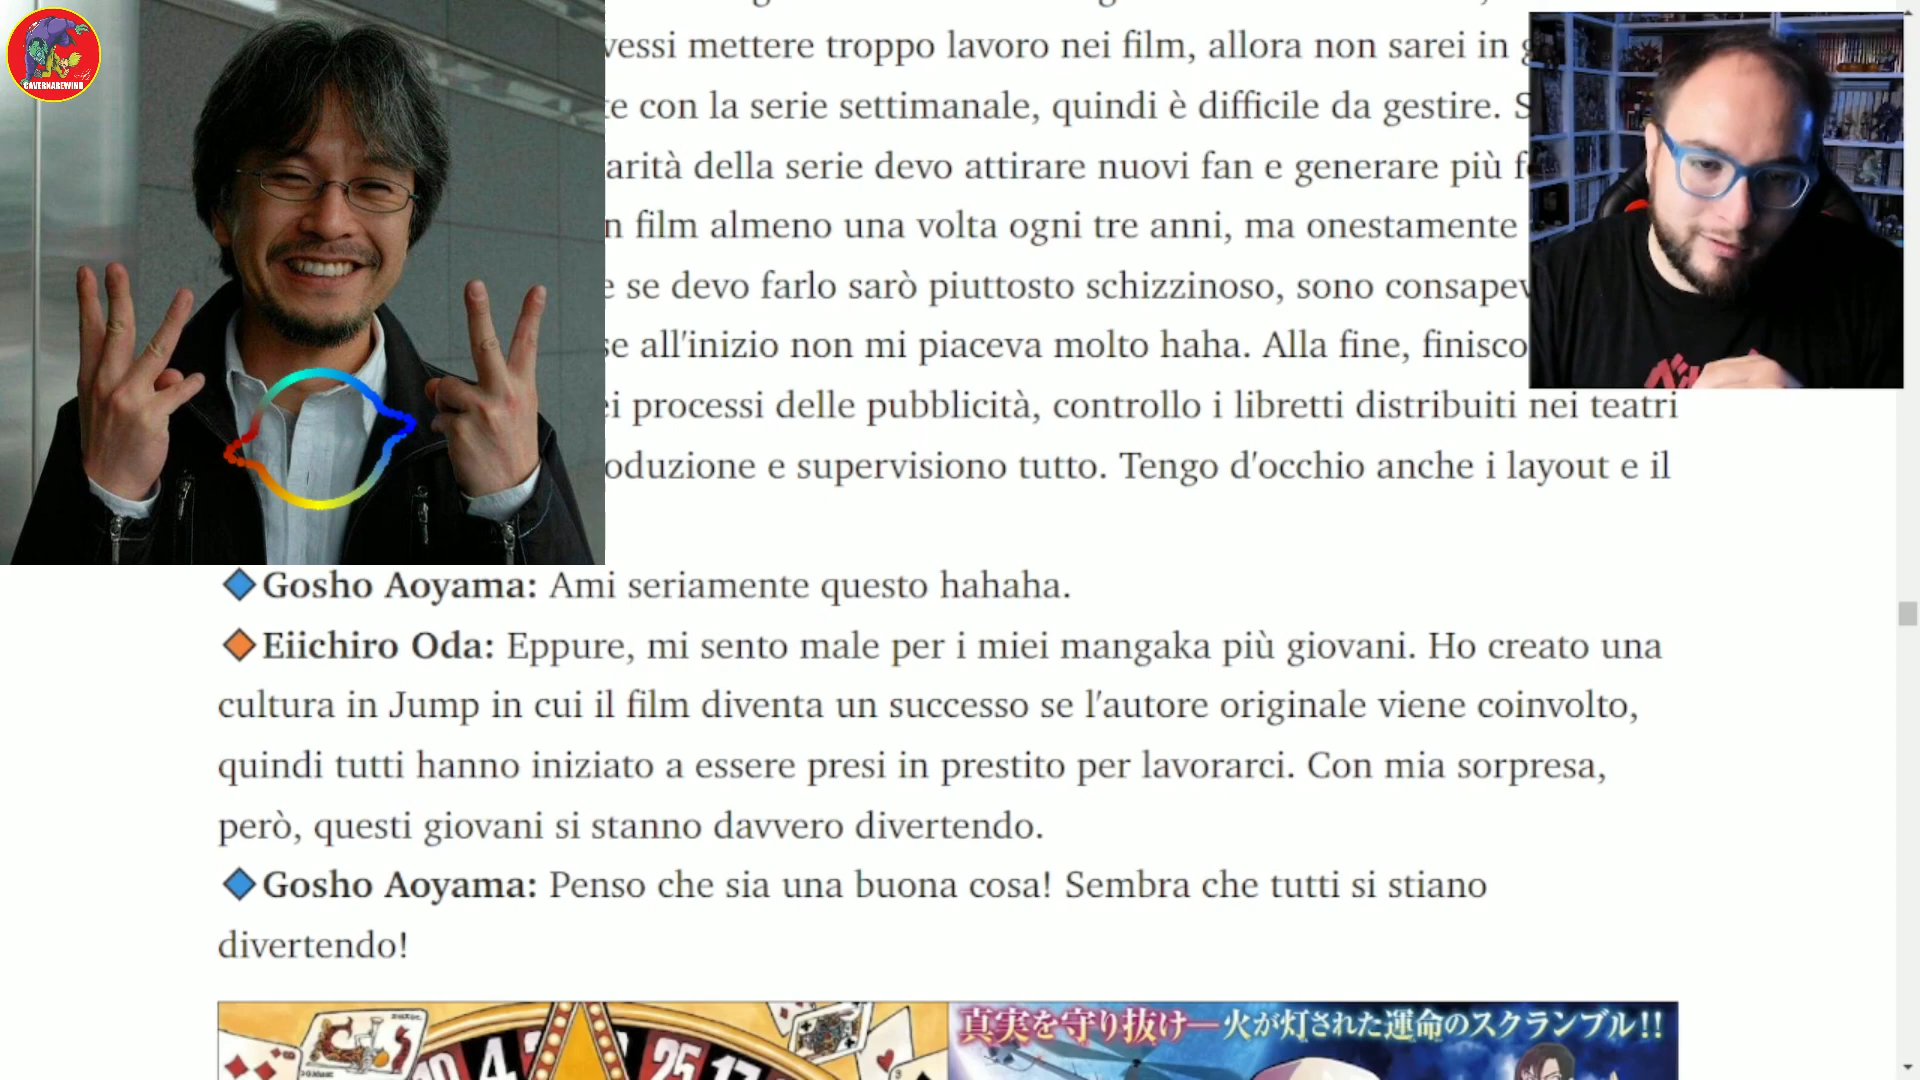 CAVERNAREWIND
vessi mettere troppo lavoro nei film, allora non sarei in
te con la serie settimanale, quindi è difficile da gestire. S
arità della serie devo attirare nuovi fan e generare più
n film almeno una volta ogni tre anni, ma onestamente
e se devo farlo sarò piuttosto schizzinoso, sono consapev
se all'inizio non mi piaceva molto haha. Alla fine, finisco
ei processi delle pubblicità, controllo i libretti distribuiti nei teatri
oduzione e supervisiono tutto. Tengo d'occhio anche i layout e il
Gosho Aoyama: Ami seriamente questo hahaha.
Eiichiro Oda: Eppure, mi sento male per i miei mangaka più giovani. Ho creato una
cultura in Jump in cui il film diventa un successo se l'autore originale viene coinvolto,
quindi tutti hanno iniziato a essere presi in prestito per lavorarci. Con mia sorpresa,
però, questi giovani si stanno davvero divertendo.
Gosho Aoyama: Penso che sia una buona cosa! Sembra che tutti si stiano
divertendo!
真実を守り抜け―火が灯された運命のスクランブル!!
4 25 17